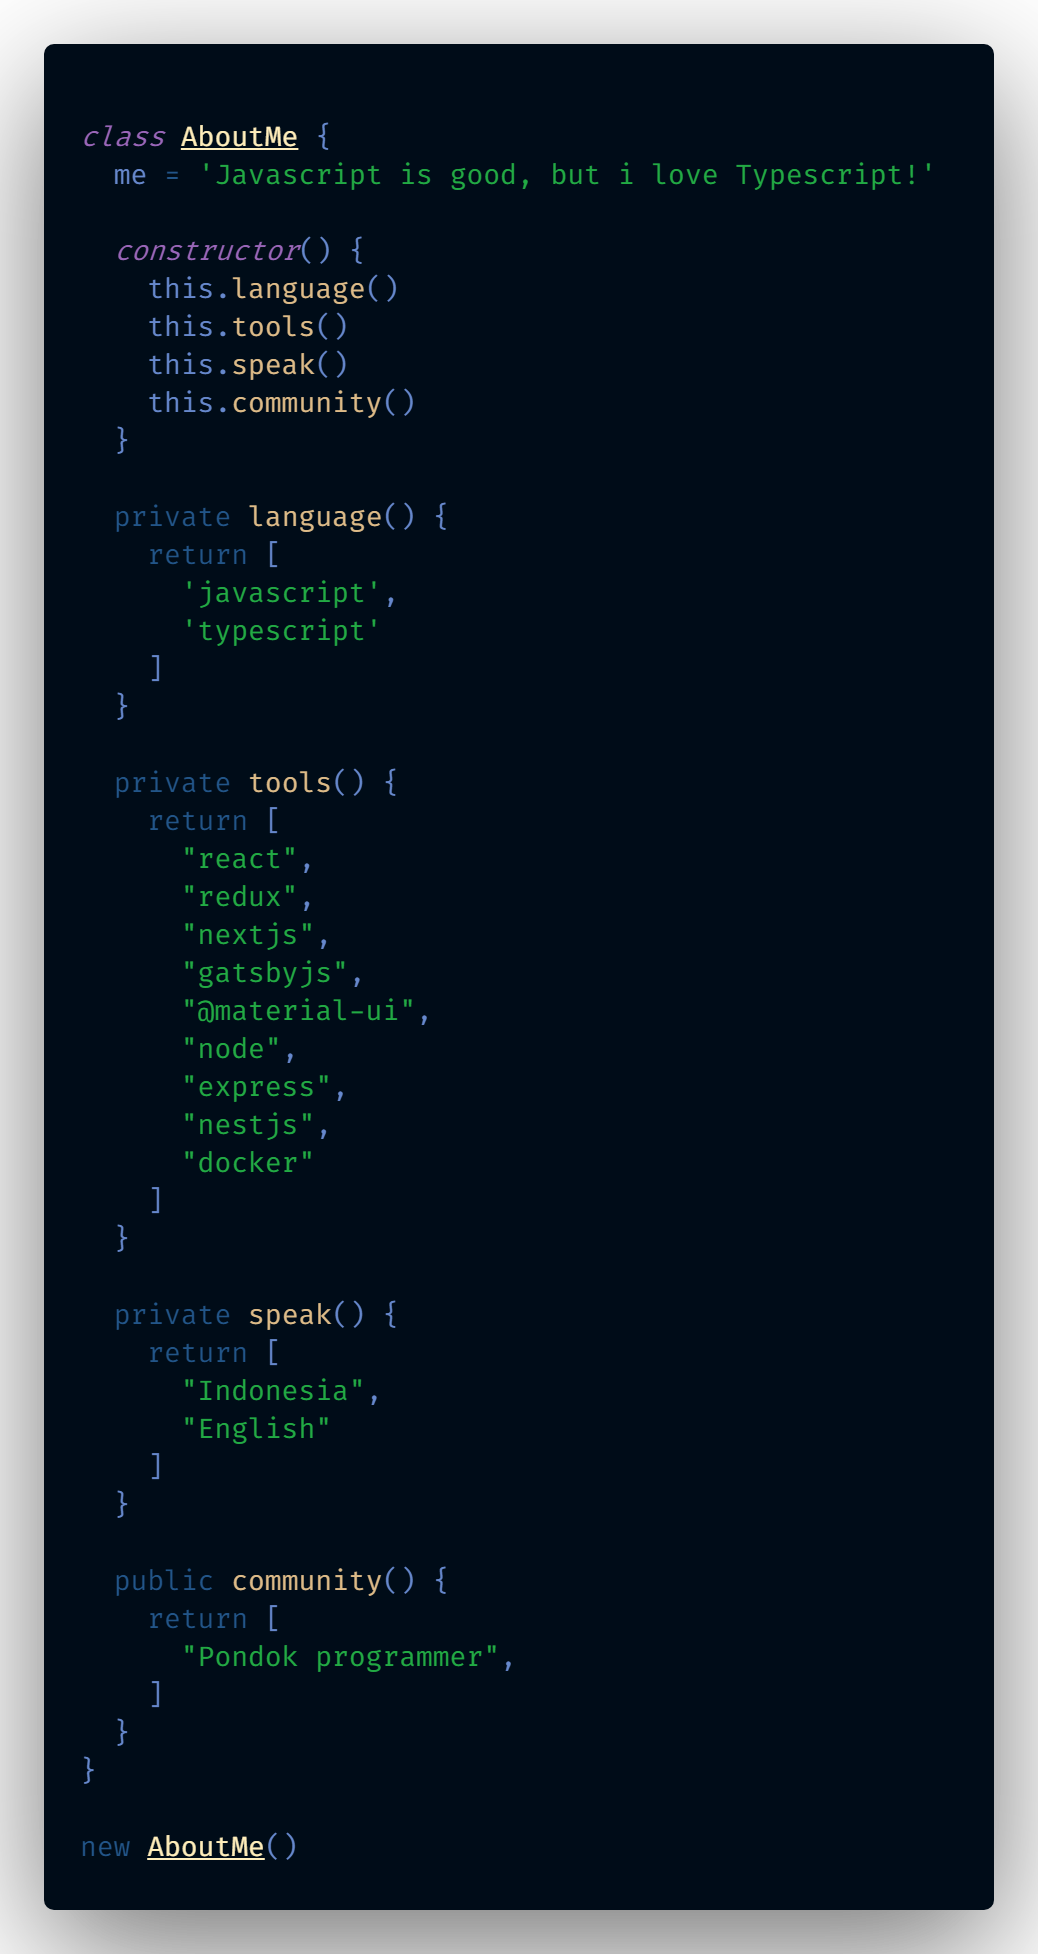 class AboutMe {
  me = 'Javascript is good, but i love Typescript!'

  constructor() {
    this.language()
    this.tools()
    this.speak()
    this.community()
  }

  private language() {
    return [
      'javascript',
      'typescript'
    ]
  }

  private tools() {
    return [
      "react",
      "redux",
      "nextjs",
      "gatsbyjs",
      "@material-ui",
      "node",
      "express",
      "nestjs",
      "docker"
    ]
  }

  private speak() {
    return [
      "Indonesia",
      "English"
    ]
  }

  public community() {
    return [
      "Pondok programmer",
    ]
  }
}

new AboutMe()